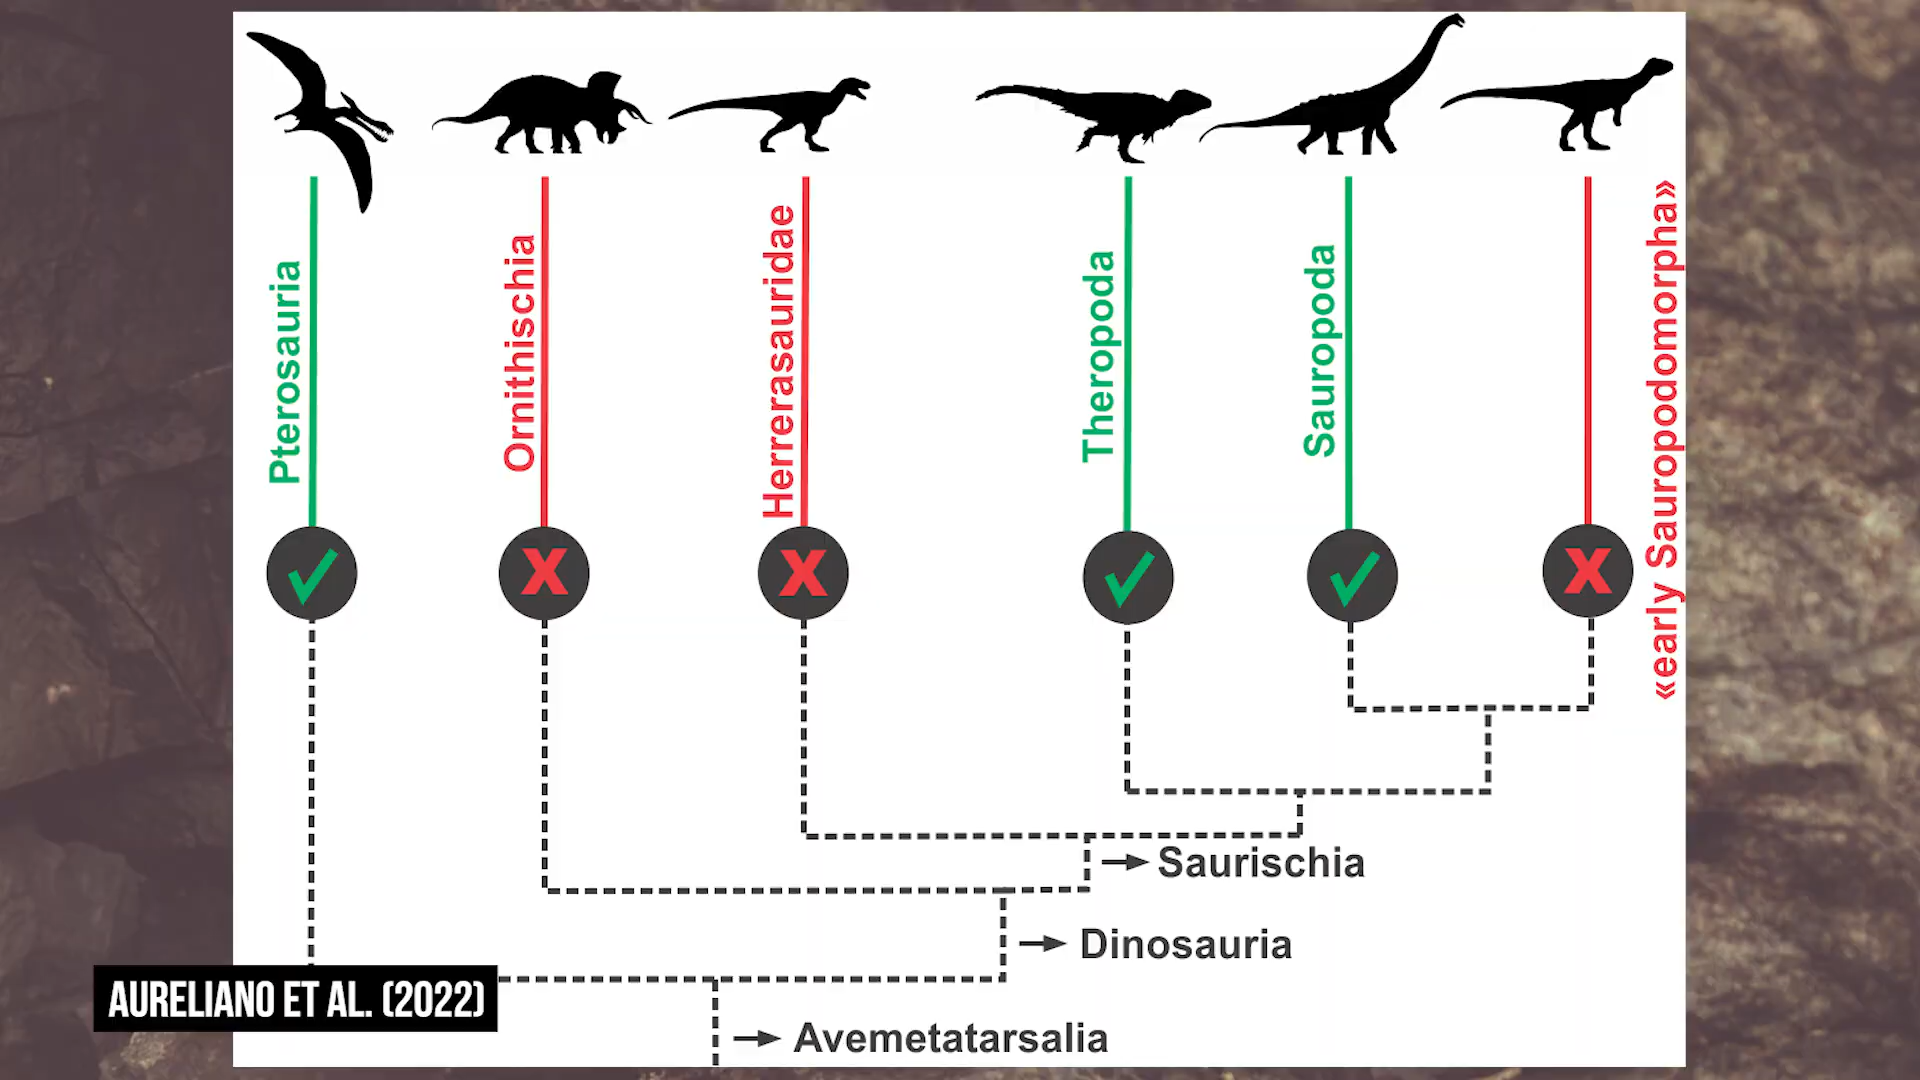 Pterosauria
Ornithischia
Herrerasauridae
Theropoda
Sauropoda
«early Sauropodomorpha»
X
X
X
Saurischia
Dinosauria
AURELIANO ET AL. (2022)
Avemetatarsalia